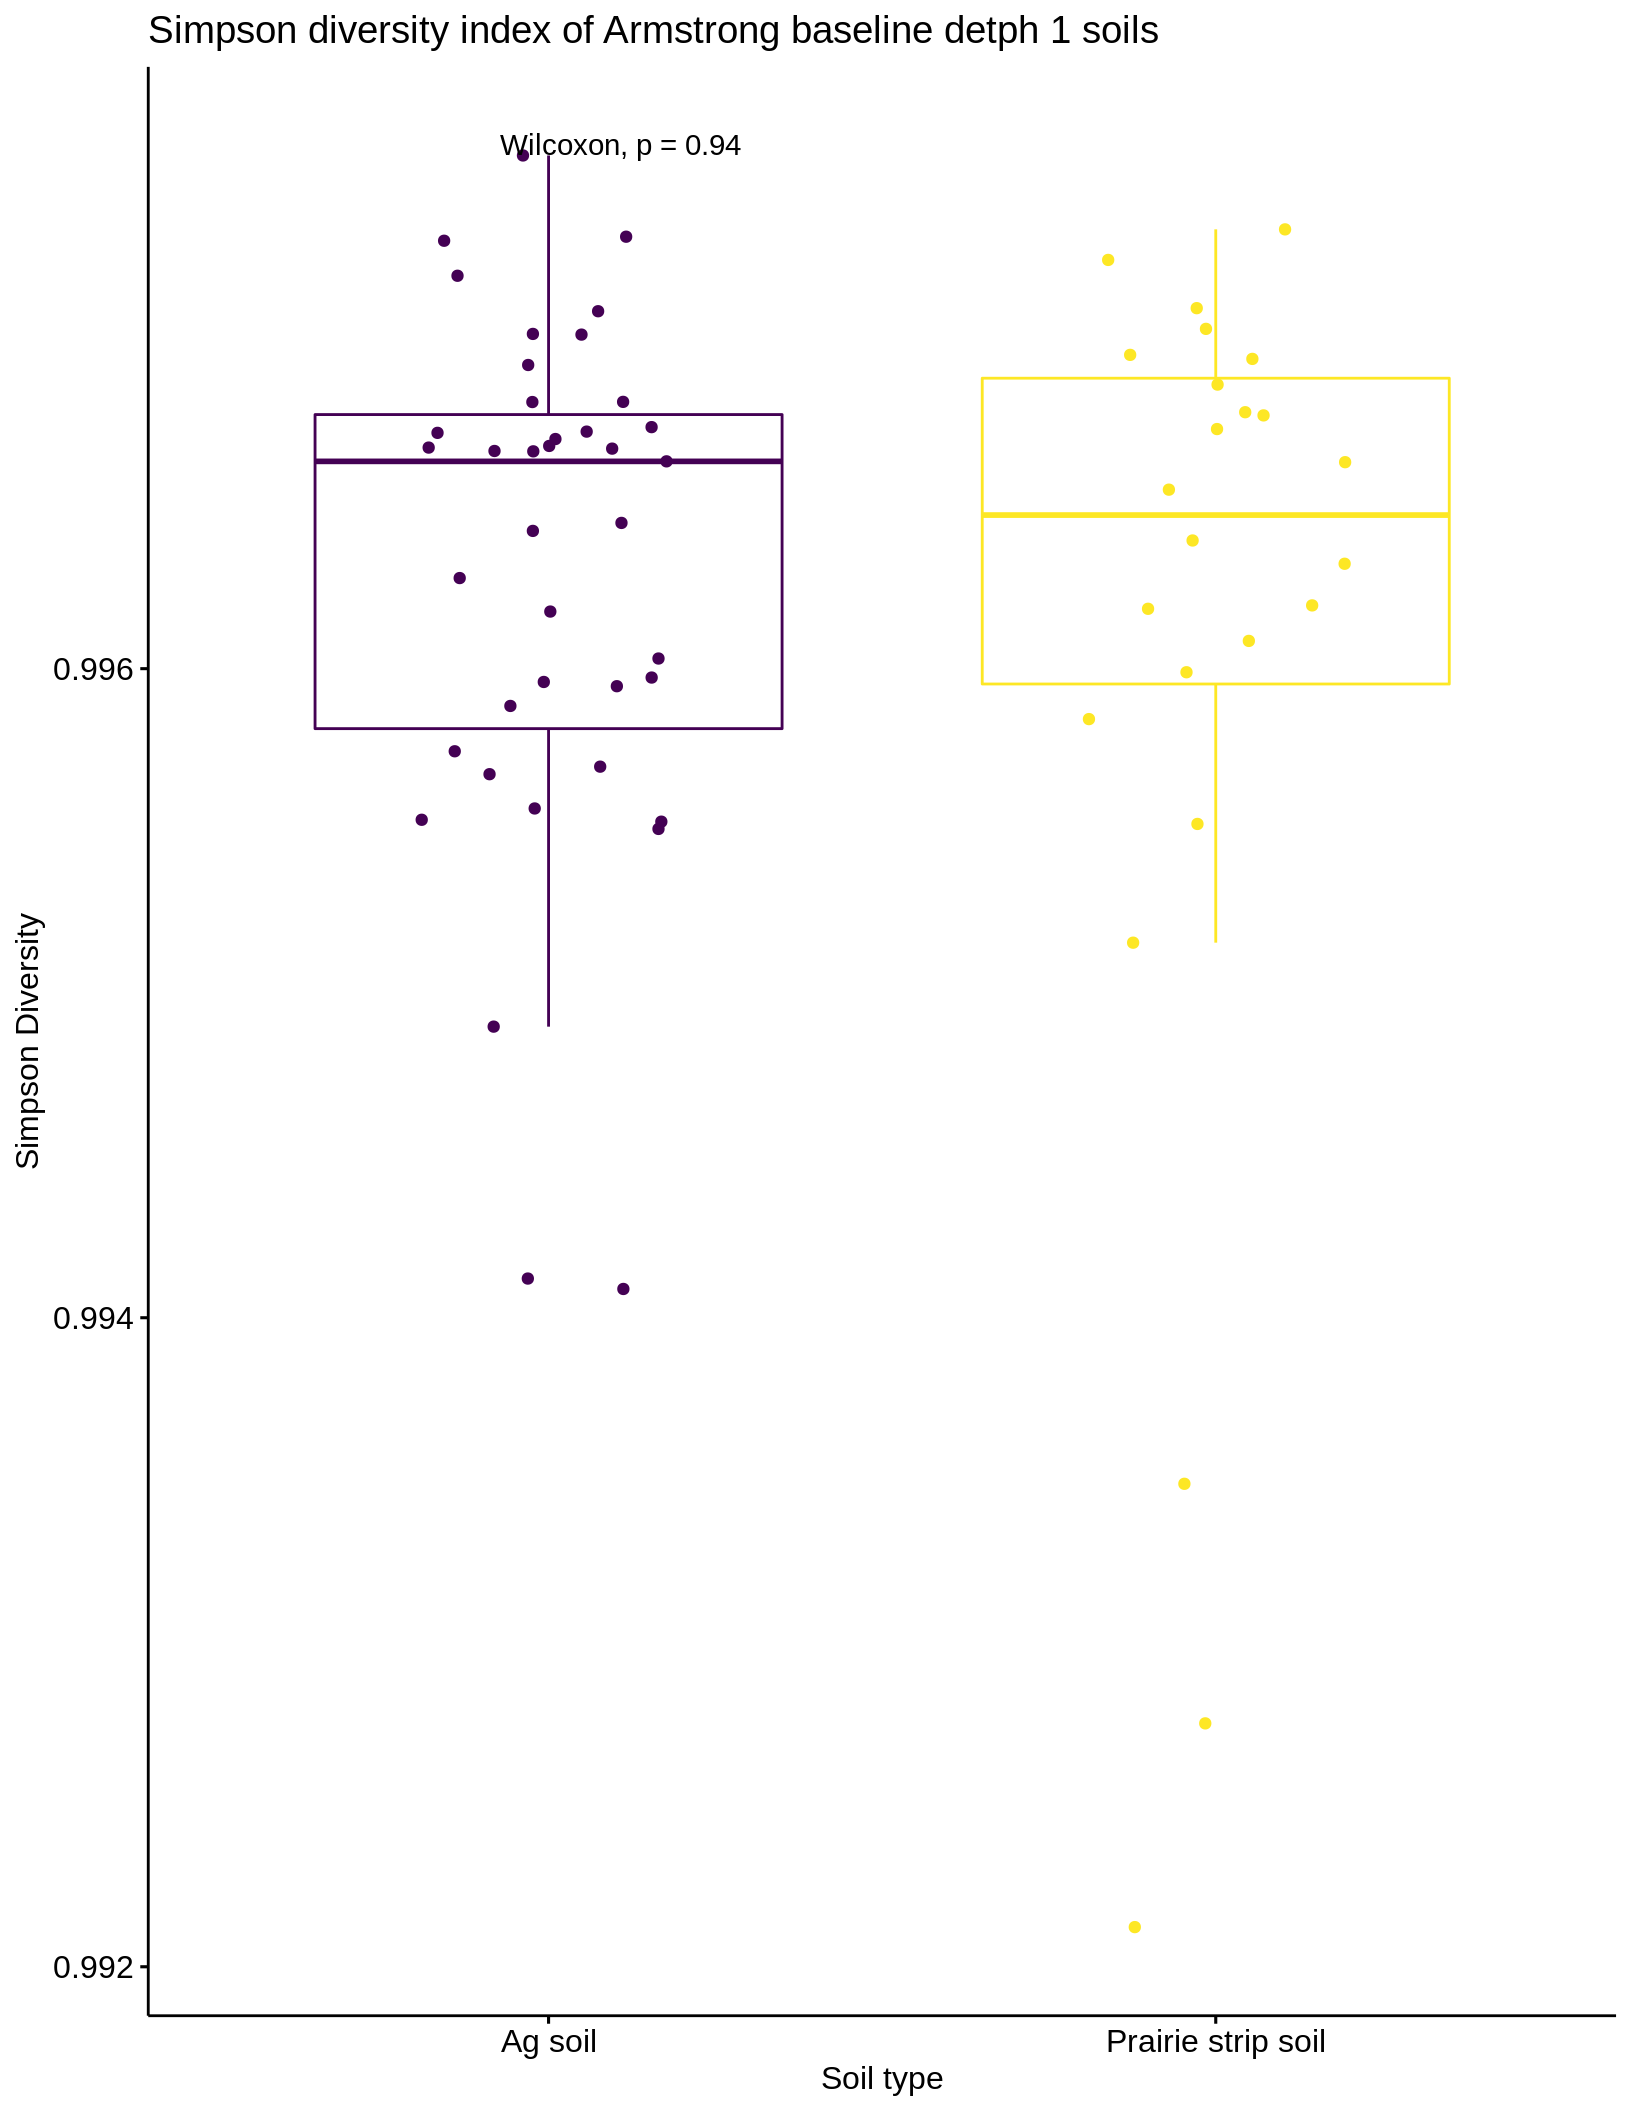 Simpson diversity index of Armstrong baseline detph 1 soils
Wilcoxon, p = 0.94
Simpson Diversity
0.996
0.994
0.992
Ag soil
Prairie strip soil
Soil type